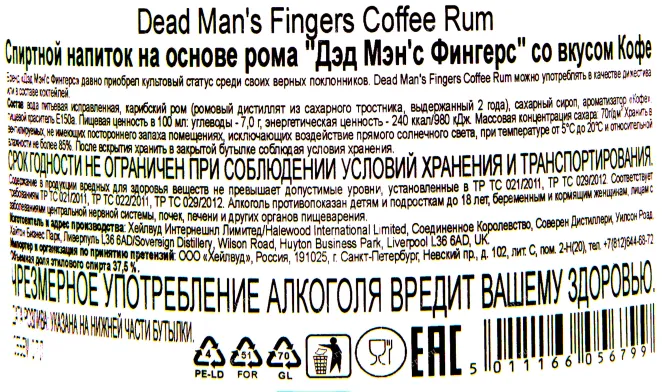 Dead Man's Fingers Coffee Rum
Спиртной напиток на основе рома "Дэд Мэн'с Фингерс" со вкусом Кофе
«Дэд Мэн'с Фингерс» давно приобрел культовый статус среди своих верных поклонников. Dead Man's Fingers Coffee Rum можно употреблять в качестве дижестива
или в составе коктейлей.
Состав: вода питьевая исправленная, карибский ром (ромовый дистиллят из сахарного тростника, выдержанный 2 года), сахарный сироп, ароматизатор «Кофе»,
пищевой краситель E150a. Пищевая ценность в 100 мл: углеводы - 7,0 г, энергетическая ценность - 240 ккал/980 кДж. Массовая концентрация сахара: 70г/дм³ Хранить в
вентилируемых, не имеющих постороннего запаха помещениях, исключающих воздействие прямого солнечного света, при температуре от 5°C до 20°C и относительной
влажности не более 85%. После вскрытия хранить в закрытой бутылке соблюдая условия хранения.
СРОК ГОДНОСТИ НЕ ОГРАНИЧЕН ПРИ СОБЛЮДЕНИИ УСЛОВИЙ ХРАНЕНИЯ И ТРАНСПОРТИРОВАНИЯ.
Содержание в продукции вредных для здоровья веществ не превышает допустимые уровни, установленные в ТР ТС 021/2011, ТР ТС 029/2012. Соответствует
требованиям ТР ТС 021/2011, ТР ТС 022/2011, ТР ТС 029/2012. Алкоголь противопоказан детям и подросткам до 18 лет, беременным и кормящим женщинам, лицам с
заболеваниями центральной нервной системы, почек, печени и других органов пищеварения.
Изготовитель и адрес производства: Хейлвуд Интернешнл Лимитед/Halewood International Limited, Соединенное Королевство, Соверен Дистиллери, Уилсон Роад,
Хайтон Бизнес Парк, Ливерпуль L36 6AD/Sovereign Distillery, Wilson Road, Huyton Business Park, Liverpool L36 6AD, UK.
Импортер и организация по принятию претензий: ООО «Хейлвуд», Россия, 191025, г. Санкт-Петербург, Невский пр., д. 102, лит. С, пом. 2-Н(20), тел. +7(812)644-68-72
Объемная доля этилового спирта 37,5 %.
ЧРЕЗМЕРНОЕ УПОТРЕБЛЕНИЕ АЛКОГОЛЯ ВРЕДИТ ВАШЕМУ ЗДОРОВЬЮ.
ДАТА РОЗЛИВА: УКАЗАНА НА НИЖНЕЙ ЧАСТИ БУТЫЛКИ.
4 51 70 EAC
PE-LD FOR GL
5 011166 056799